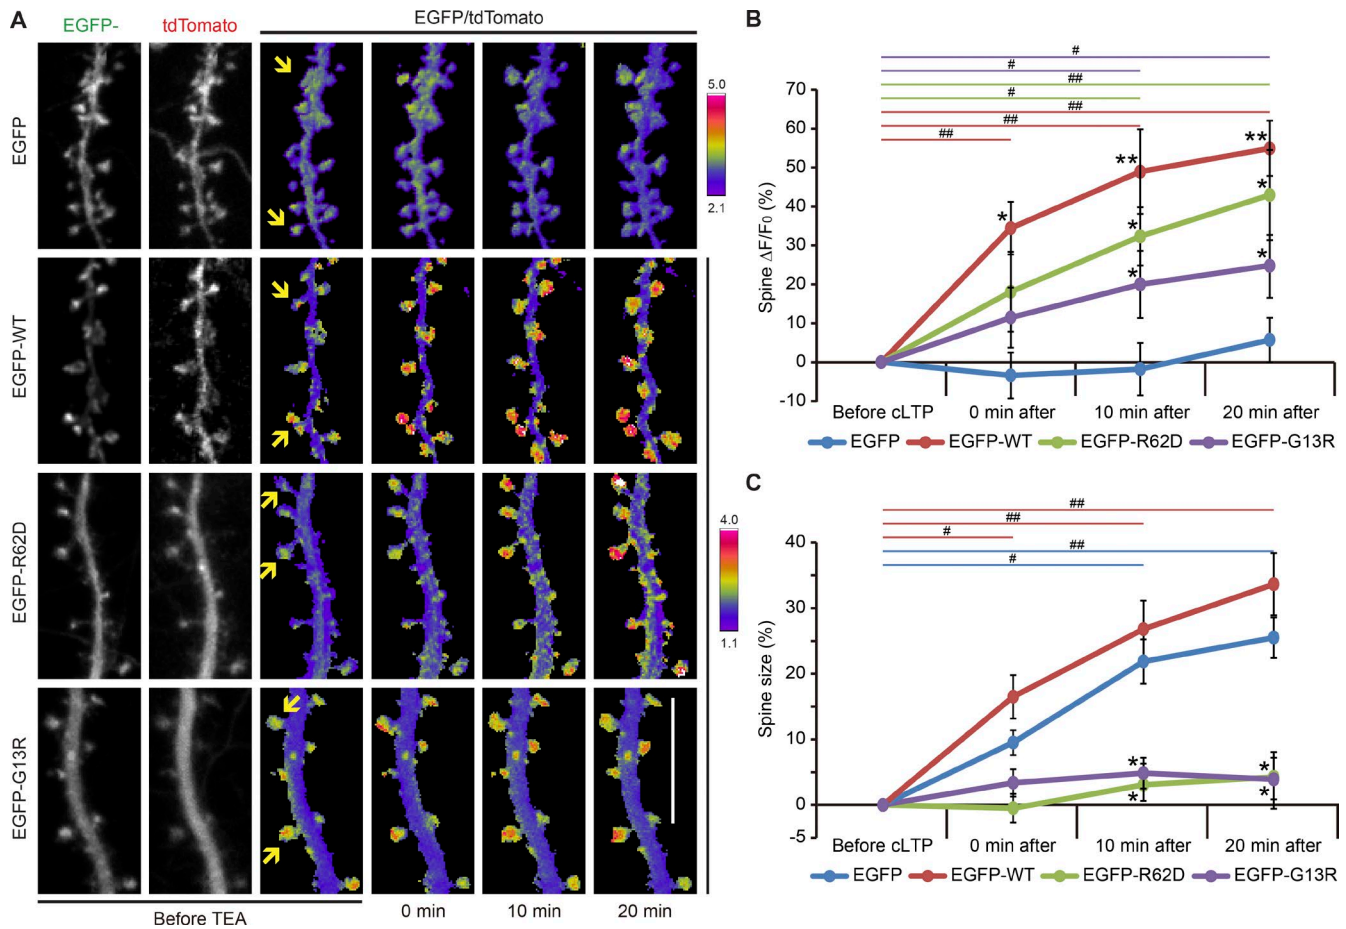 A
EGFP-
tdTomato
EGFP/tdTomato
EGFP
5.0
2.1
EGFP-WT
EGFP-R62D
4.0
1.1
EGFP-G13R
Before TEA
0 min
10 min
20 min
B
#
#
##
#
##
##
##
Spine ΔF/F0 (%)
70
60
50
40
30
20
10
0
-10
*
**
**
*
*
*
*
Before cLTP
0 min after
10 min after
20 min after
EGFP
EGFP-WT
EGFP-R62D
EGFP-G13R
C
##
##
#
##
#
Spine size (%)
40
30
20
10
0
-5
*
*
*
*
Before cLTP
0 min after
10 min after
20 min after
EGFP
EGFP-WT
EGFP-R62D
EGFP-G13R